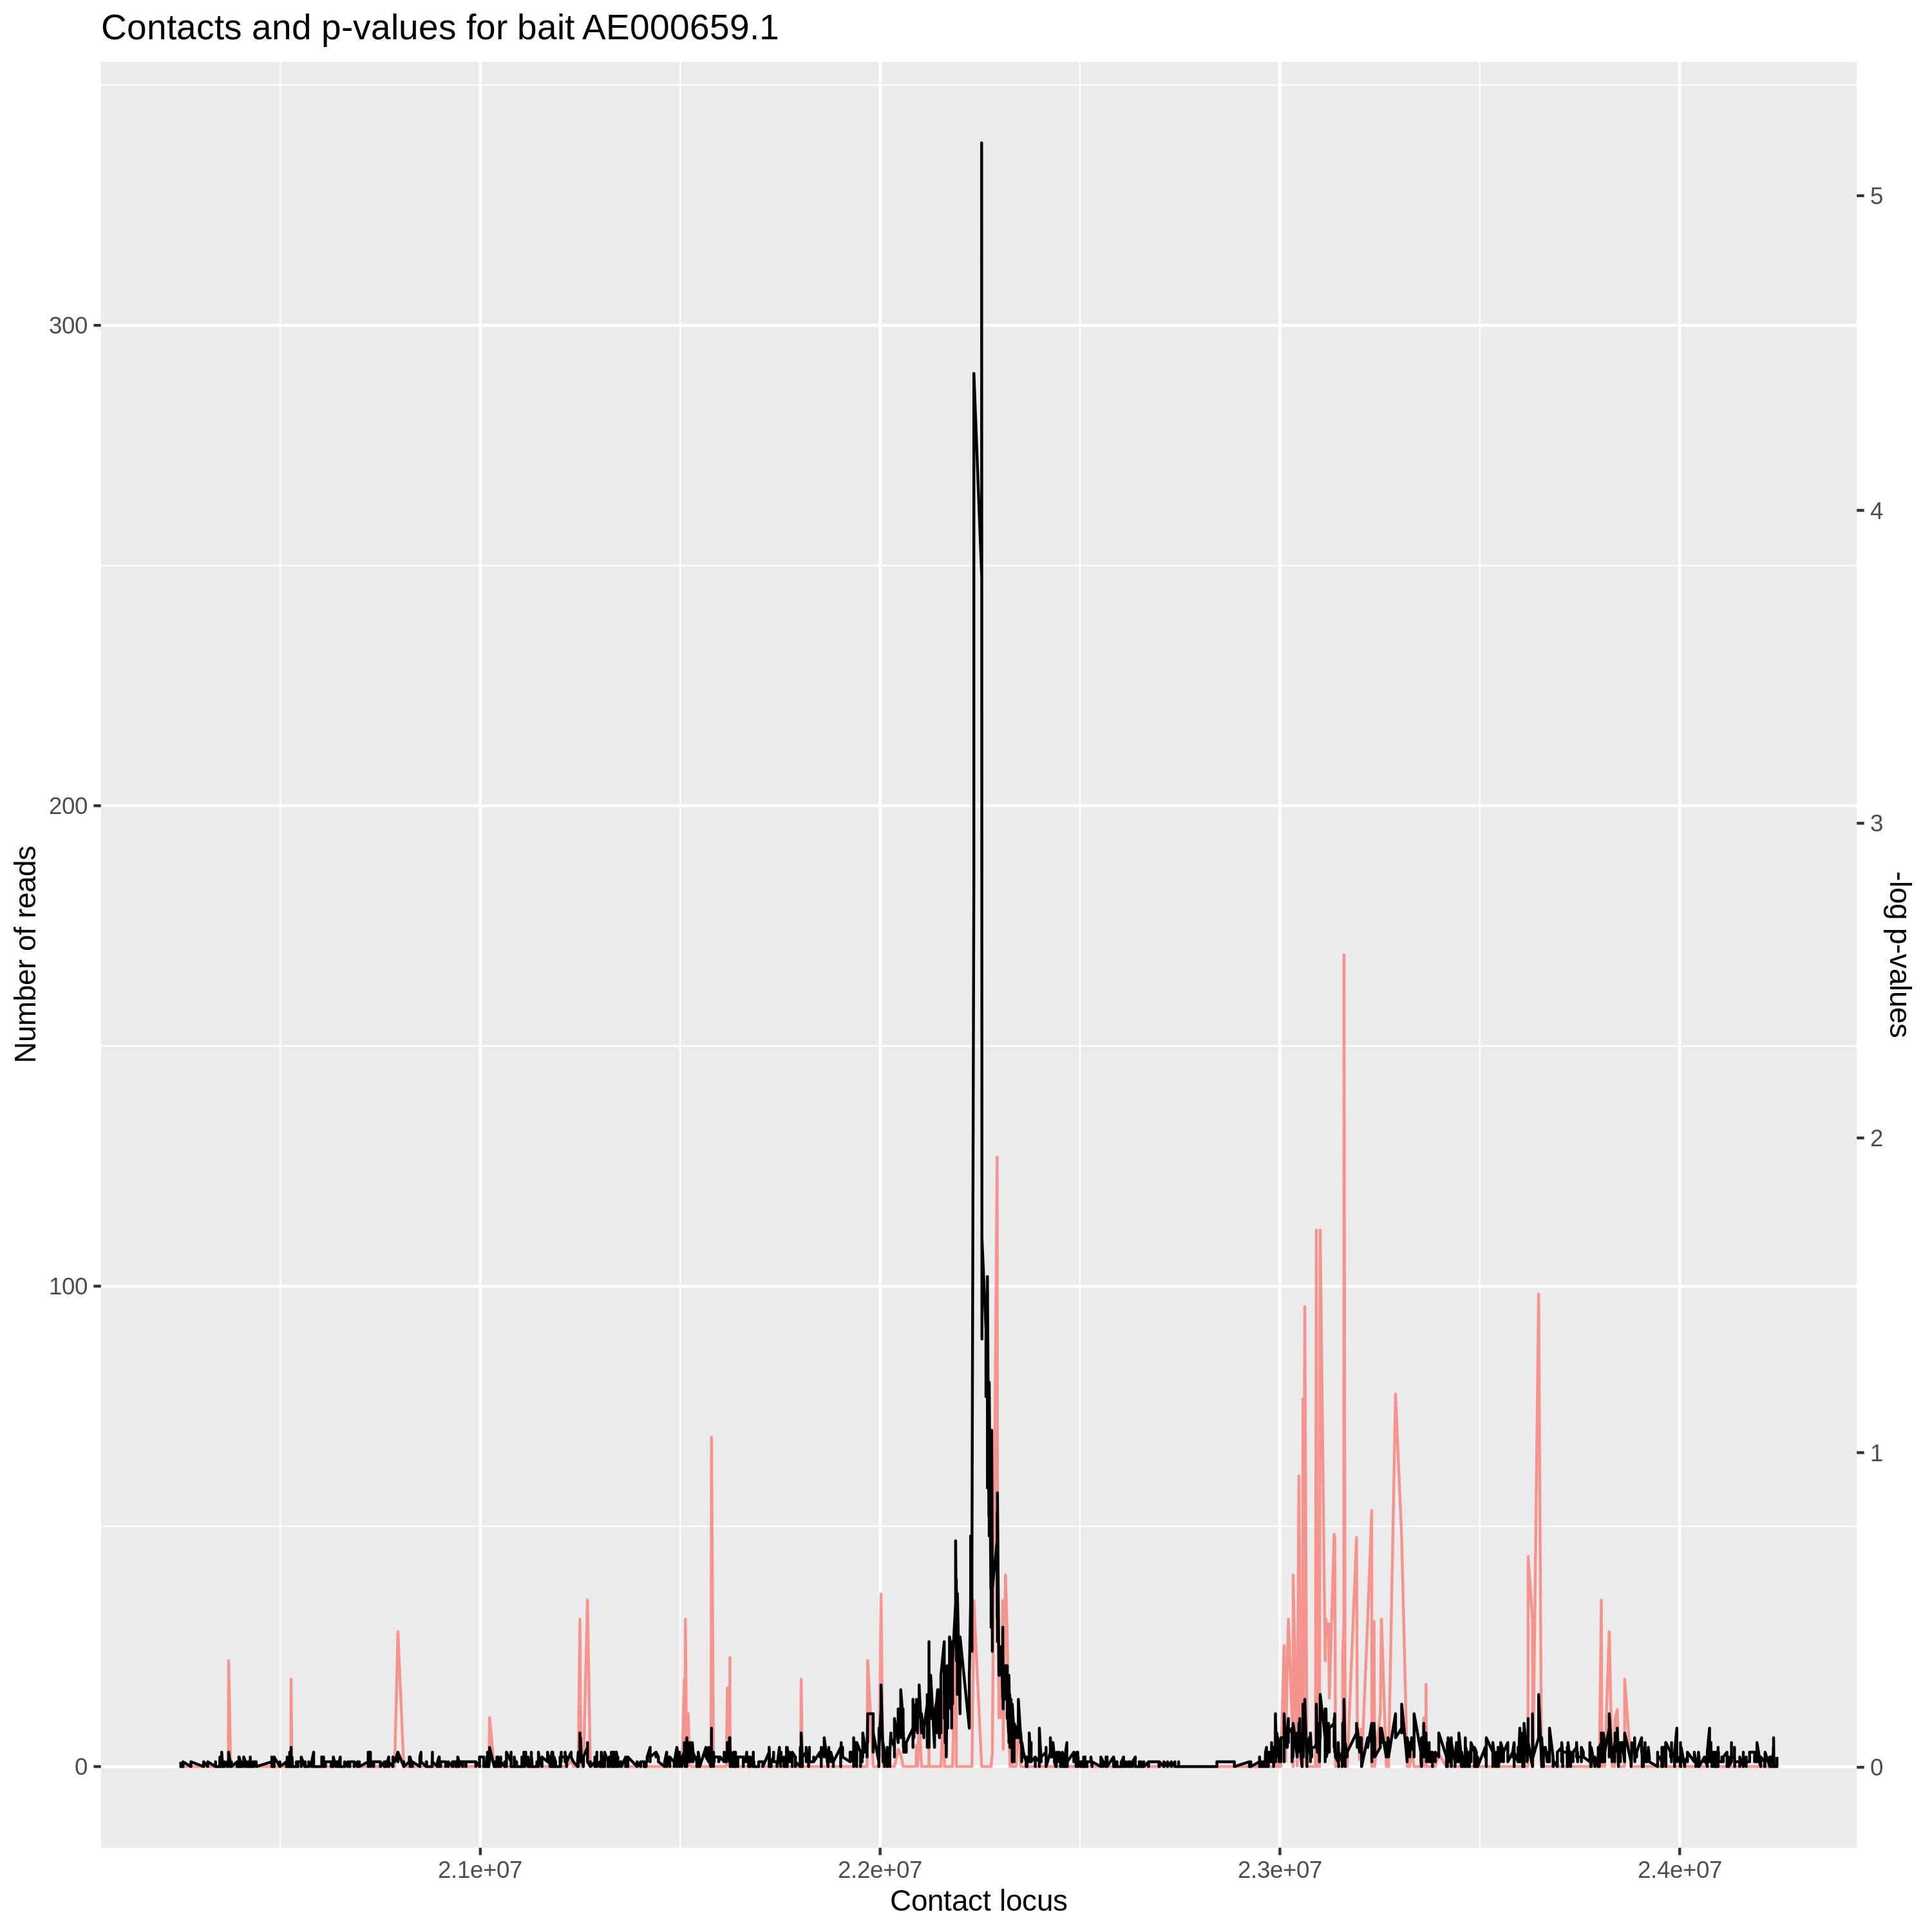 Contacts and p-values for bait AE000659.1
300
200
100
0
Number of reads
5
4
3
2
1
0
-log p-values
2.1e+07
2.2e+07
2.3e+07
2.4e+07
Contact locus